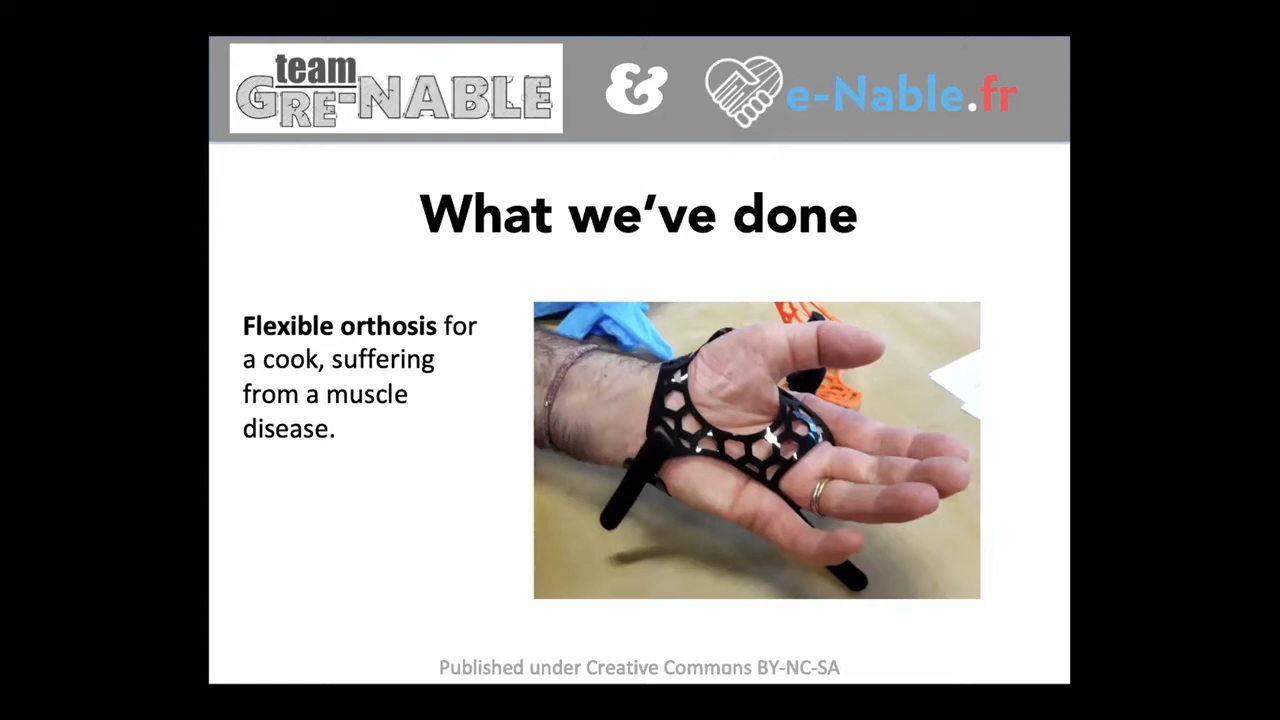 team
GRE-NABLE
&
e-Nable.fr
What we’ve done
Flexible orthosis for
a cook, suffering
from a muscle
disease.
Published under Creative Commons BY-NC-SA